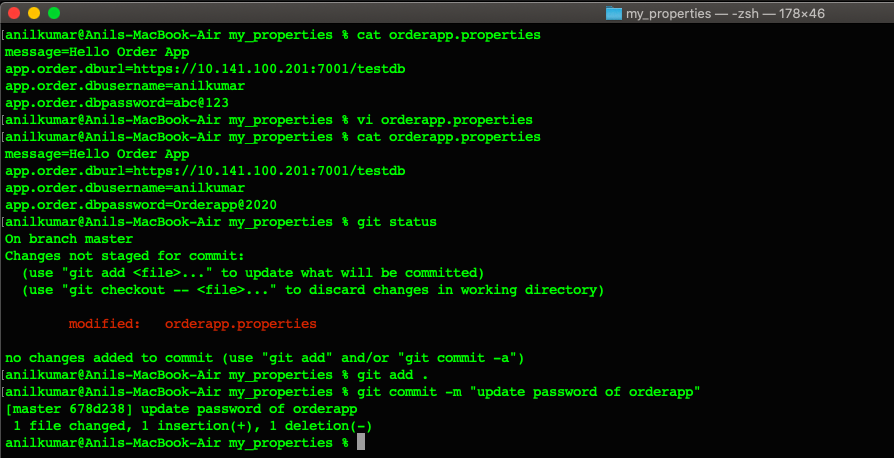 my_properties — -zsh — 178×46
[anilkumar@Anils-MacBook-Air my_properties % cat orderapp.properties
message=Hello Order App
app.order.dburl=https://10.141.100.201:7001/testdb
app.order.dbusername=anilkumar
app.order.dbpassword=abc@123
[anilkumar@Anils-MacBook-Air my_properties % vi orderapp.properties
[anilkumar@Anils-MacBook-Air my_properties % cat orderapp.properties
message=Hello Order App
app.order.dburl=https://10.141.100.201:7001/testdb
app.order.dbusername=anilkumar
app.order.dbpassword=Orderapp@2020
[anilkumar@Anils-MacBook-Air my_properties % git status
On branch master
Changes not staged for commit:
  (use "git add <file>..." to update what will be committed)
  (use "git checkout -- <file>..." to discard changes in working directory)
        modified:   orderapp.properties
no changes added to commit (use "git add" and/or "git commit -a")
[anilkumar@Anils-MacBook-Air my_properties % git add .
[anilkumar@Anils-MacBook-Air my_properties % git commit -m "update password of orderapp"
[master 678d238] update password of orderapp
 1 file changed, 1 insertion(+), 1 deletion(-)
anilkumar@Anils-MacBook-Air my_properties %